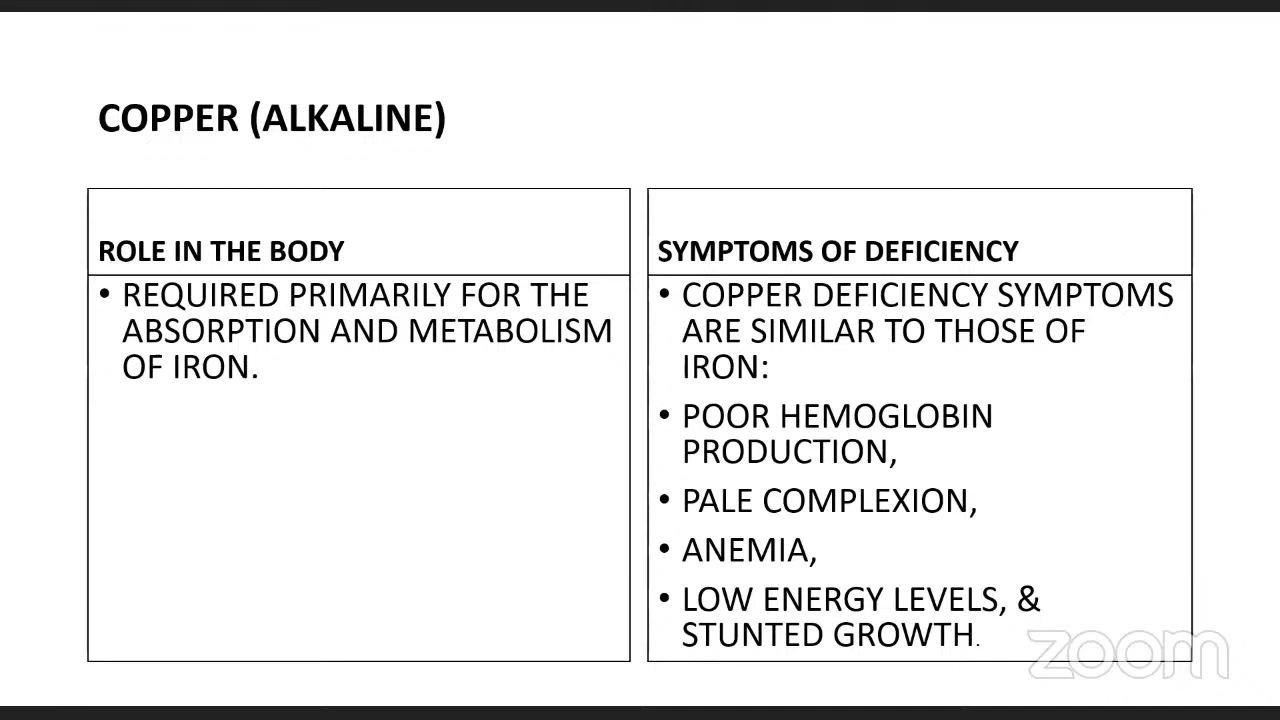 COPPER (ALKALINE)
ROLE IN THE BODY
• REQUIRED PRIMARILY FOR THE
ABSORPTION AND METABOLISM
OF IRON.
SYMPTOMS OF DEFICIENCY
• COPPER DEFICIENCY SYMPTOMS
ARE SIMILAR TO THOSE OF
IRON:
• POOR HEMOGLOBIN
PRODUCTION,
• PALE COMPLEXION,
• ANEMIA,
• LOW ENERGY LEVELS, &
STUNTED GROWTH.
zoom